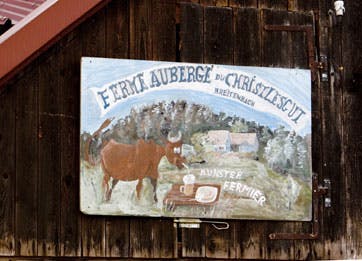 FERME AUBERGE DU CHRISTLESGUT
BREITENBACH
MUNSTER
FERMIER